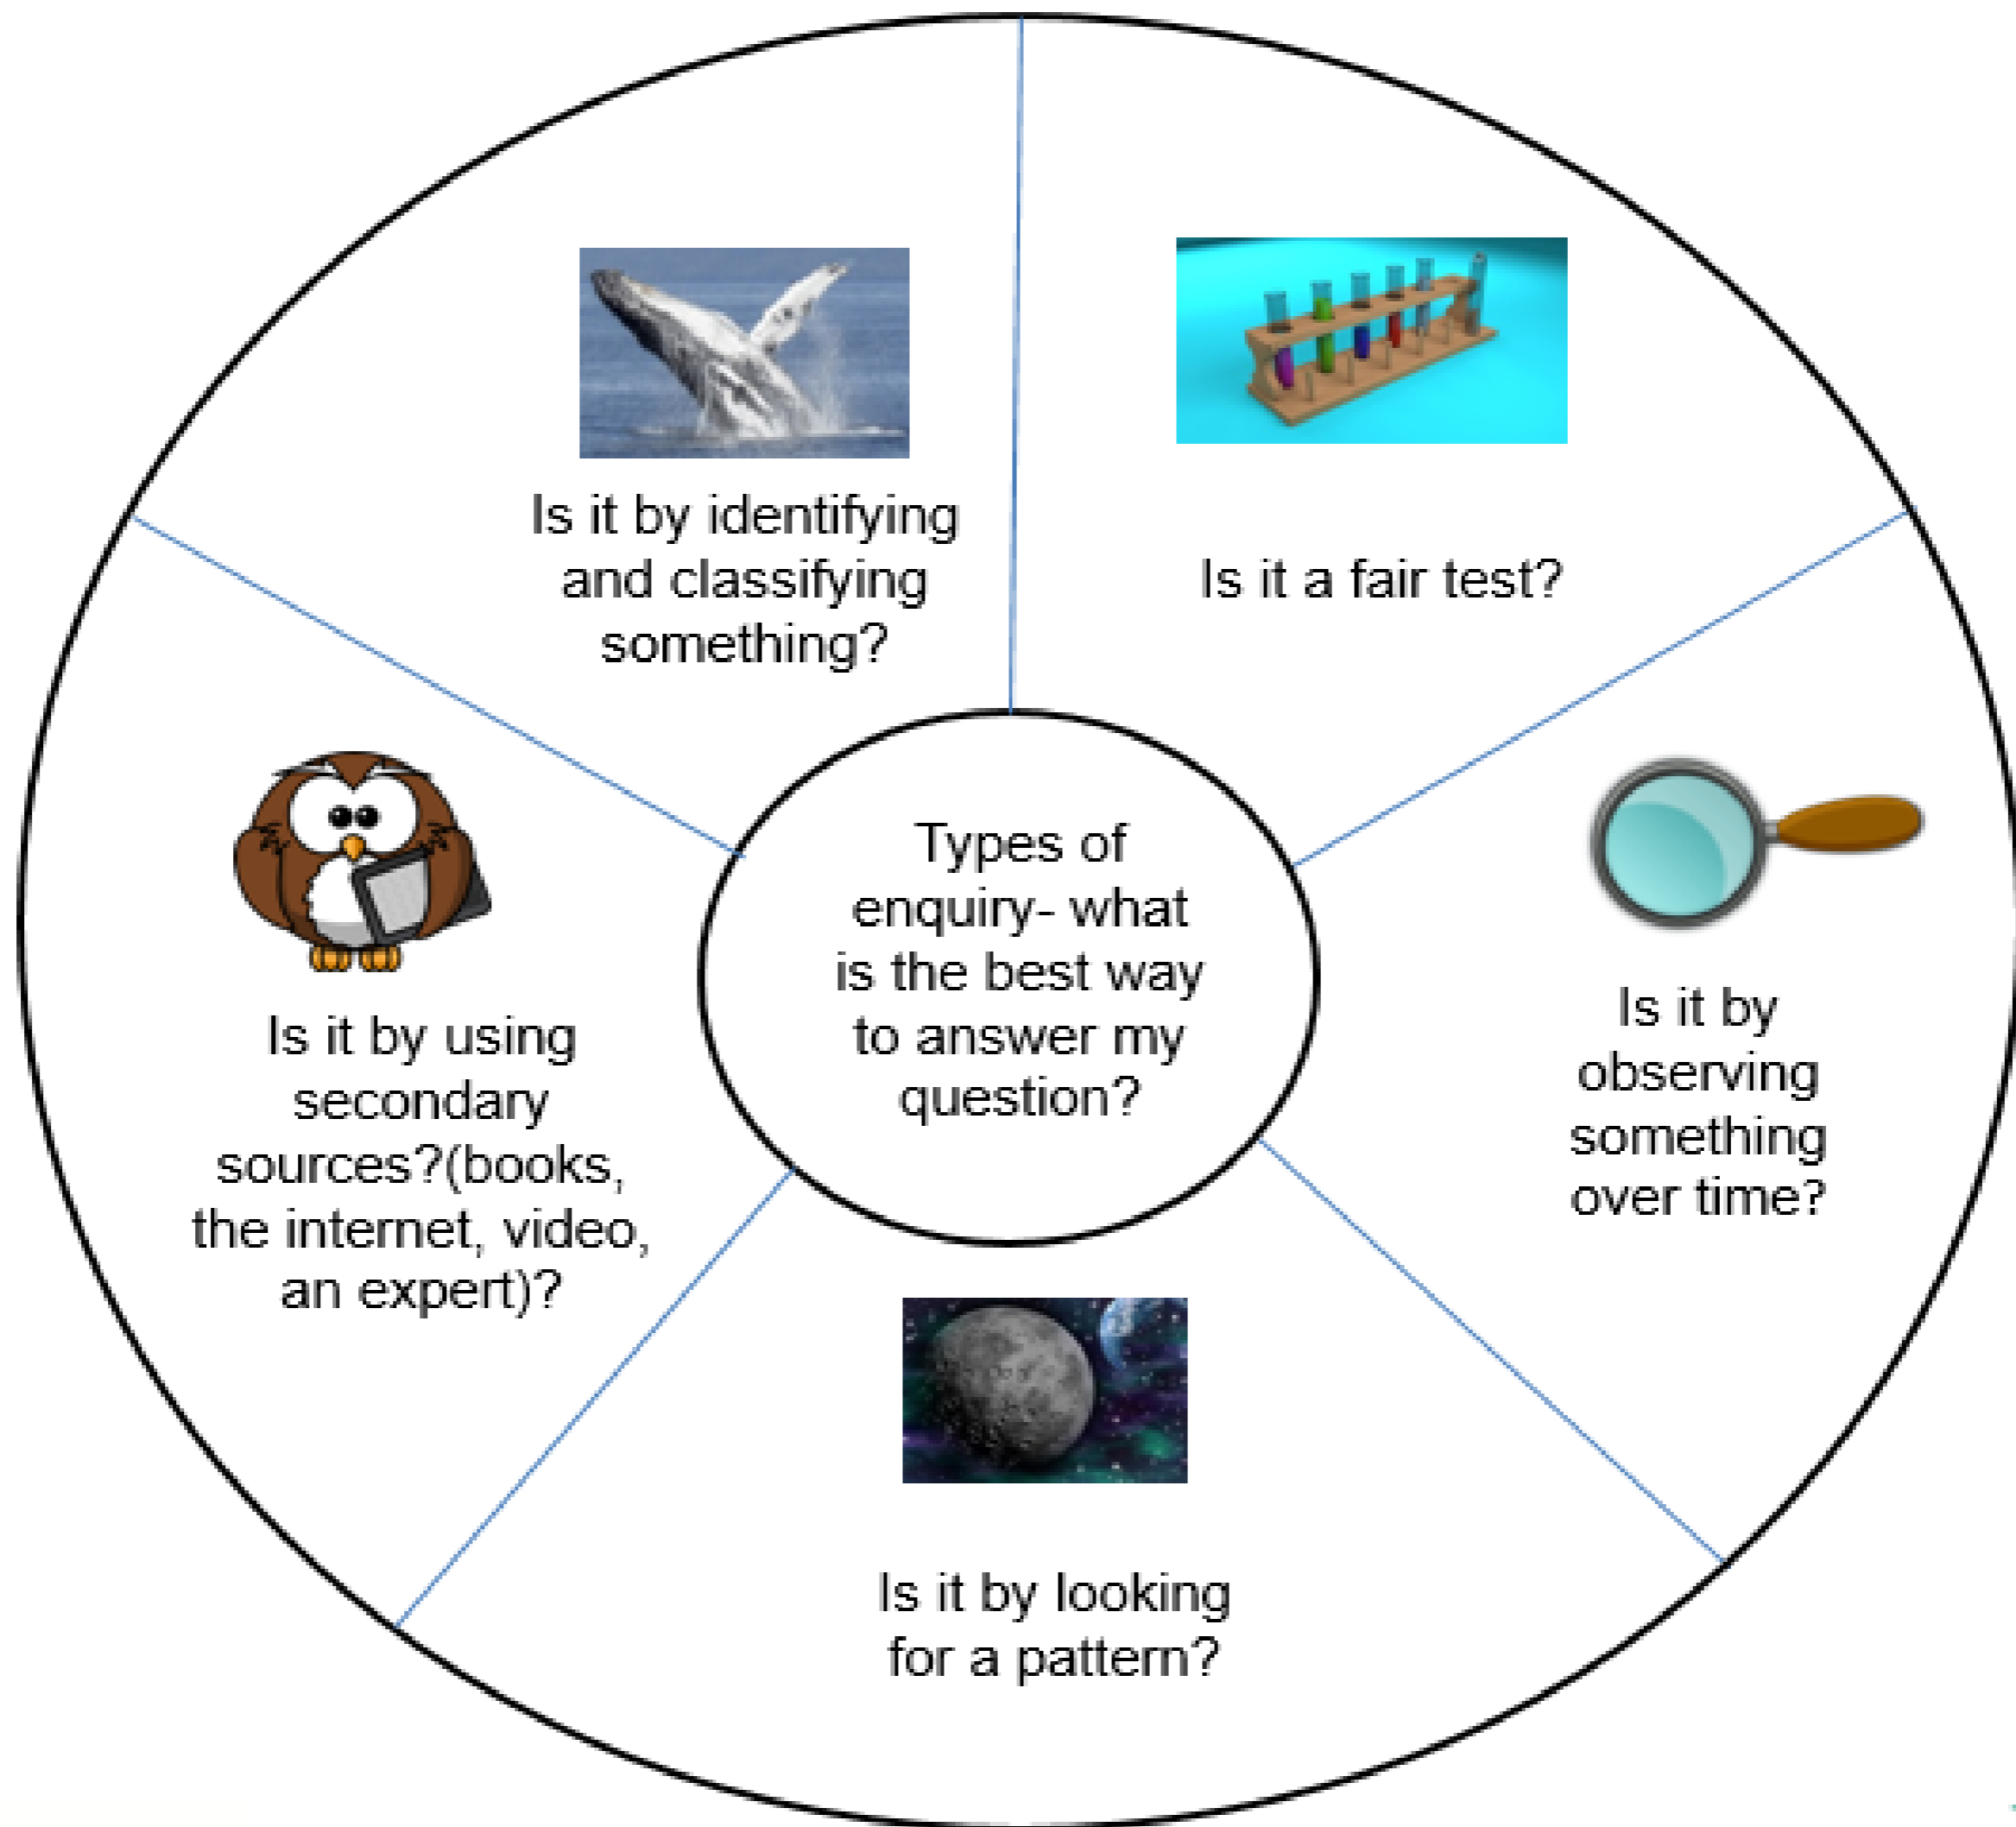 Is it by identifying
and classifying
something?
Is it a fair test?
Types of
enquiry- what
is the best way
to answer my
question?
Is it by
observing
something
over time?
Is it by using
secondary
sources?(books,
the internet, video,
an expert)?
Is it by looking
for a pattern?